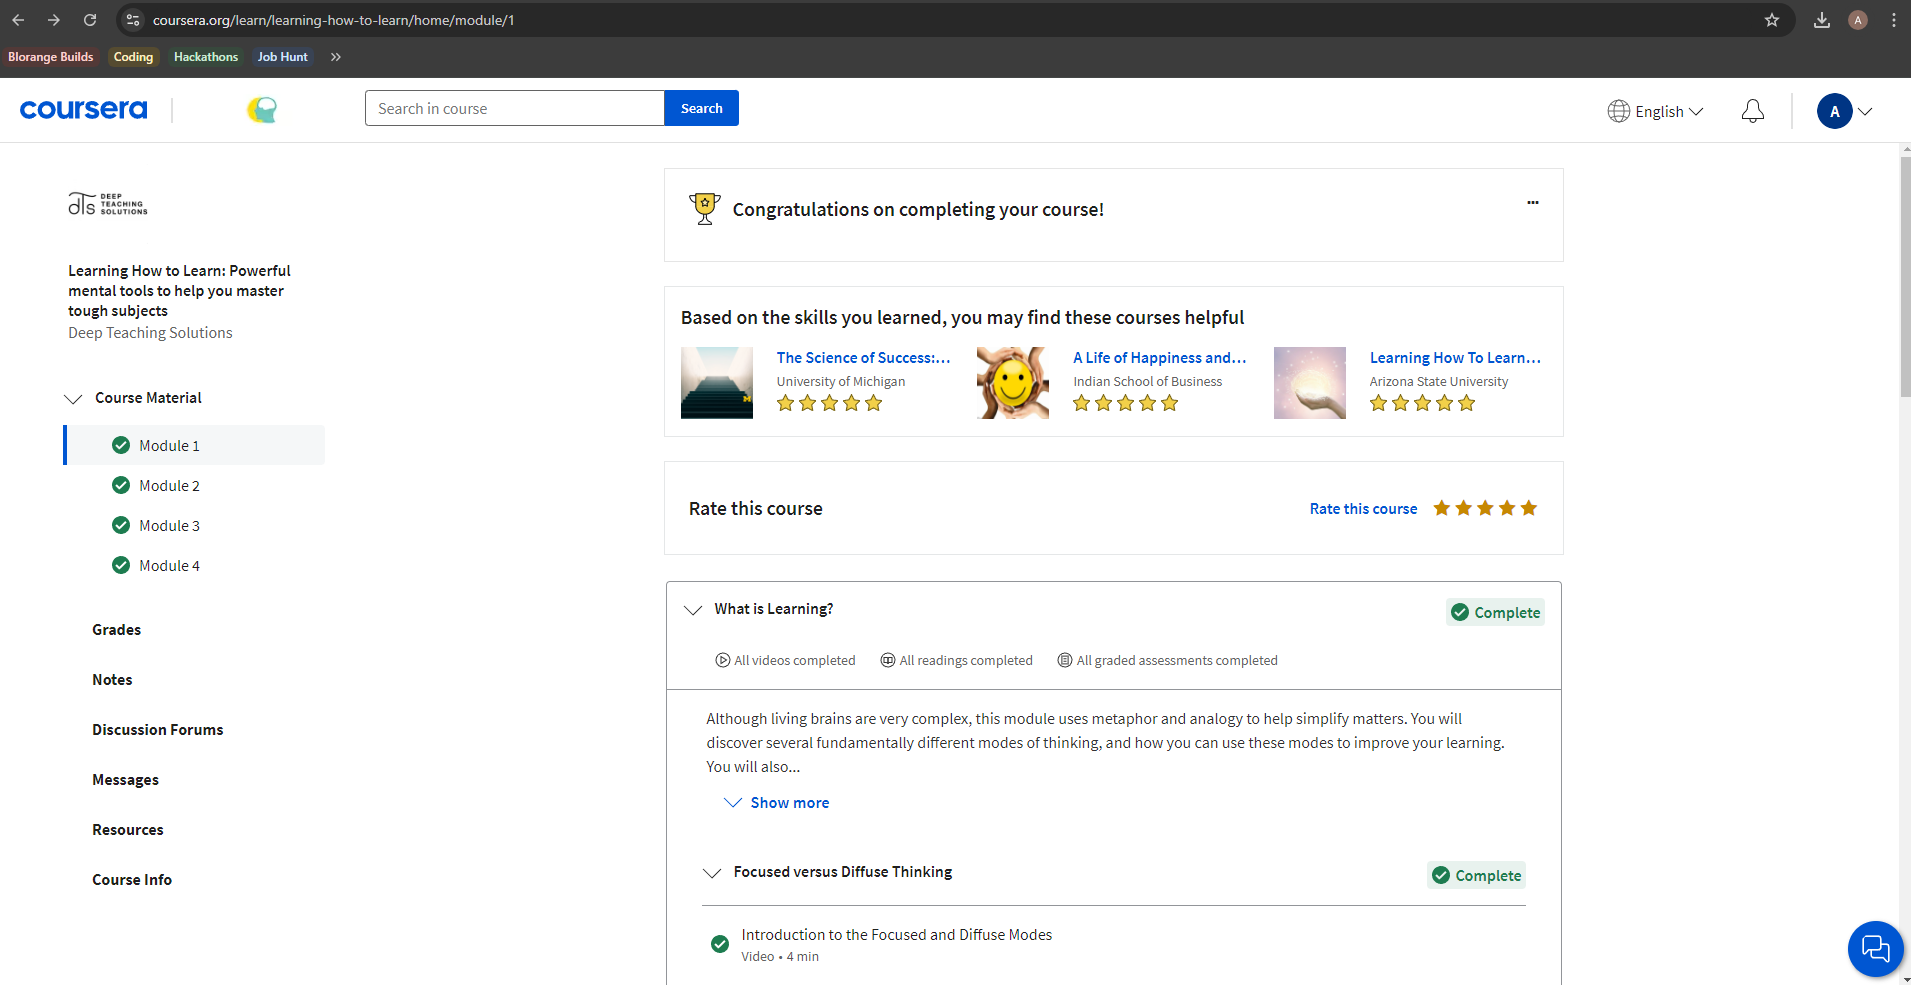 coursera.org/learn/learning-how-to-learn/home/module/1
A
Blorange Builds
Coding
Hackathons
Job Hunt
»
coursera
Search in course
Search
English
A
DEEP
TEACHING
SOLUTIONS
dTs
Learning How to Learn: Powerful
mental tools to help you master
tough subjects
Deep Teaching Solutions
Course Material
Module 1
Module 2
Module 3
Module 4
Grades
Notes
Discussion Forums
Messages
Resources
Course Info
Congratulations on completing your course!
...
Based on the skills you learned, you may find these courses helpful
M
The Science of Success:...
University of Michigan
A Life of Happiness and...
Indian School of Business
Learning How To Learn...
Arizona State University
Rate this course
Rate this course
What is Learning?
Complete
All videos completed
All readings completed
All graded assessments completed
Although living brains are very complex, this module uses metaphor and analogy to help simplify matters. You will
discover several fundamentally different modes of thinking, and how you can use these modes to improve your learning.
You will also...
Show more
Focused versus Diffuse Thinking
Complete
Introduction to the Focused and Diffuse Modes
Video • 4 min